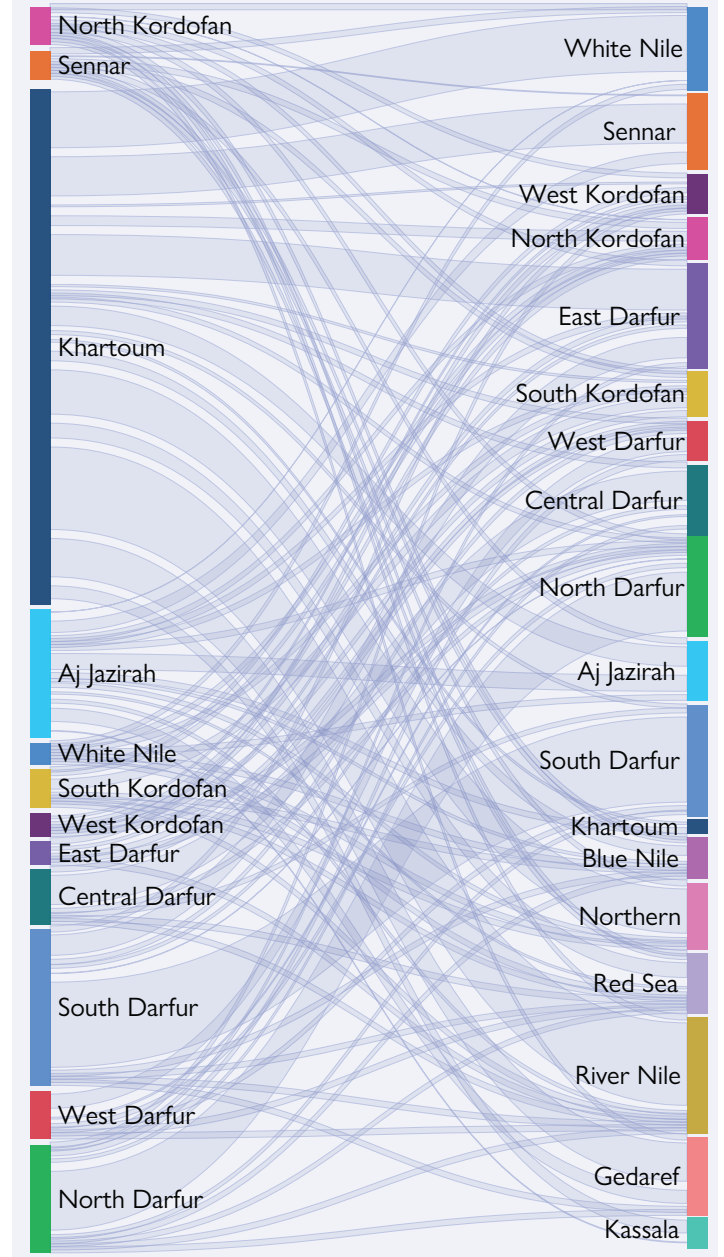 North Kordofan
Sennar
Khartoum
Aj Jazirah
White Nile
South Kordofan
West Kordofan
East Darfur
Central Darfur
South Darfur
West Darfur
North Darfur
White Nile
Sennar
West Kordofan
North Kordofan
East Darfur
South Kordofan
West Darfur
Central Darfur
North Darfur
Aj Jazirah
South Darfur
Khartoum
Blue Nile
Northern
Red Sea
River Nile
Gedaref
Kassala